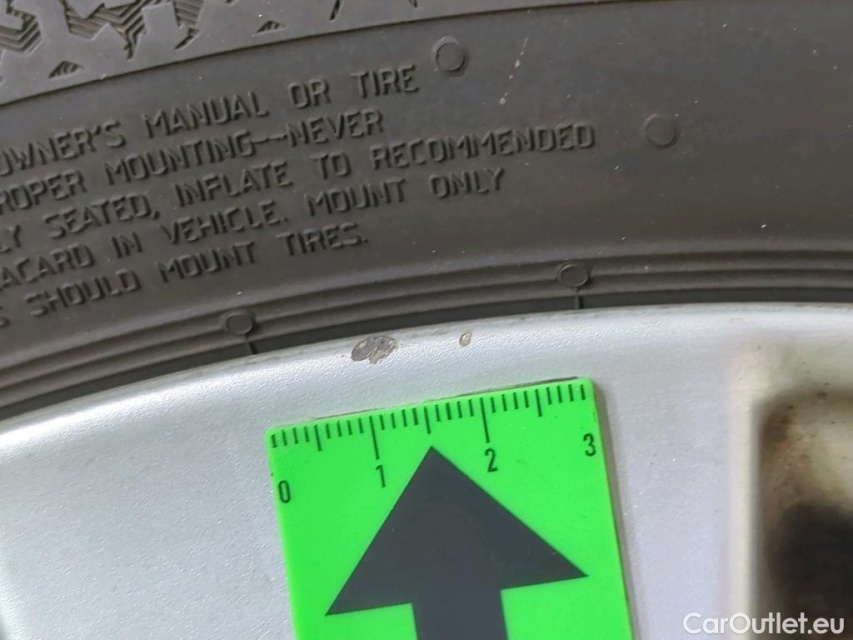 OWNER'S MANUAL OR TIRE
ROPER MOUNTING—NEVER
LY SEATED, INFLATE TO RECOMMENDED
LACARD IN VEHICLE. MOUNT ONLY
S SHOULD MOUNT TIRES.
0 1 2 3
CarOutlet.eu